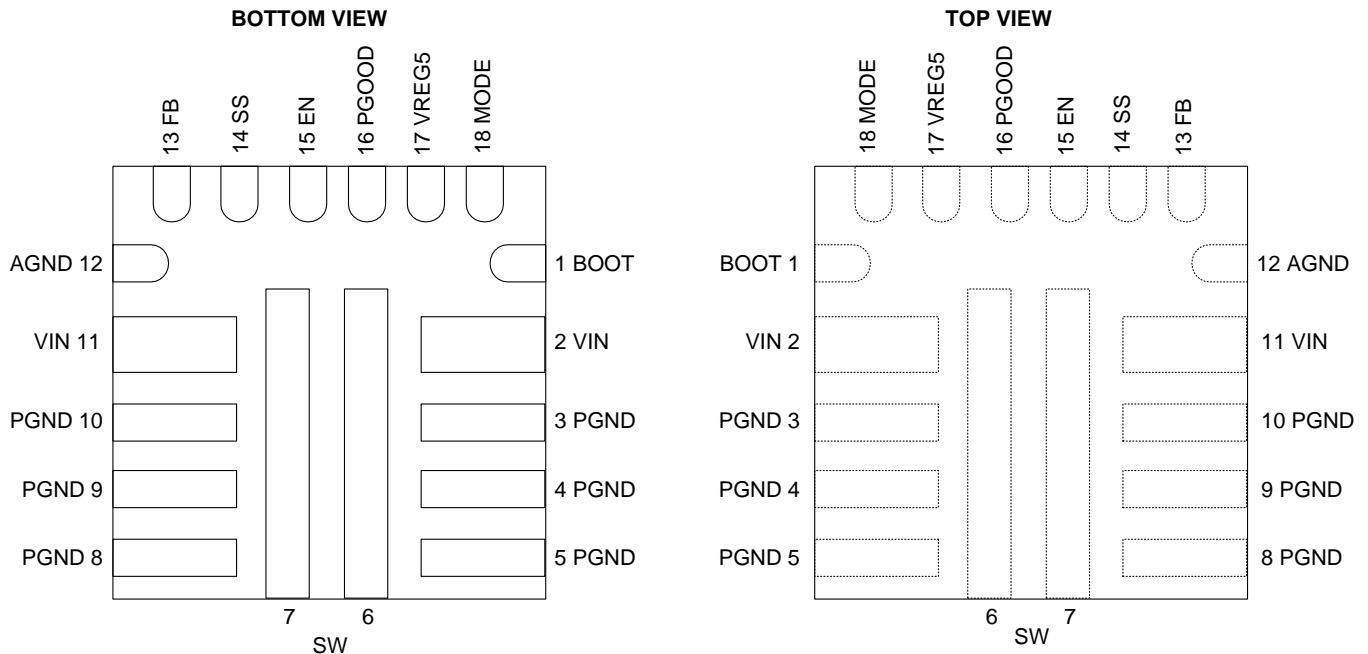 BOTTOM VIEW
13 FB
14 SS
15 EN
16 PGOOD
17 VREG5
18 MODE
AGND 12
1 BOOT
VIN 11
2 VIN
PGND 10
3 PGND
PGND 9
4 PGND
PGND 8
5 PGND
7
6
SW
TOP VIEW
18 MODE
17 VREG5
16 PGOOD
15 EN
14 SS
13 FB
BOOT 1
12 AGND
VIN 2
11 VIN
PGND 3
10 PGND
PGND 4
9 PGND
PGND 5
8 PGND
6
7
SW